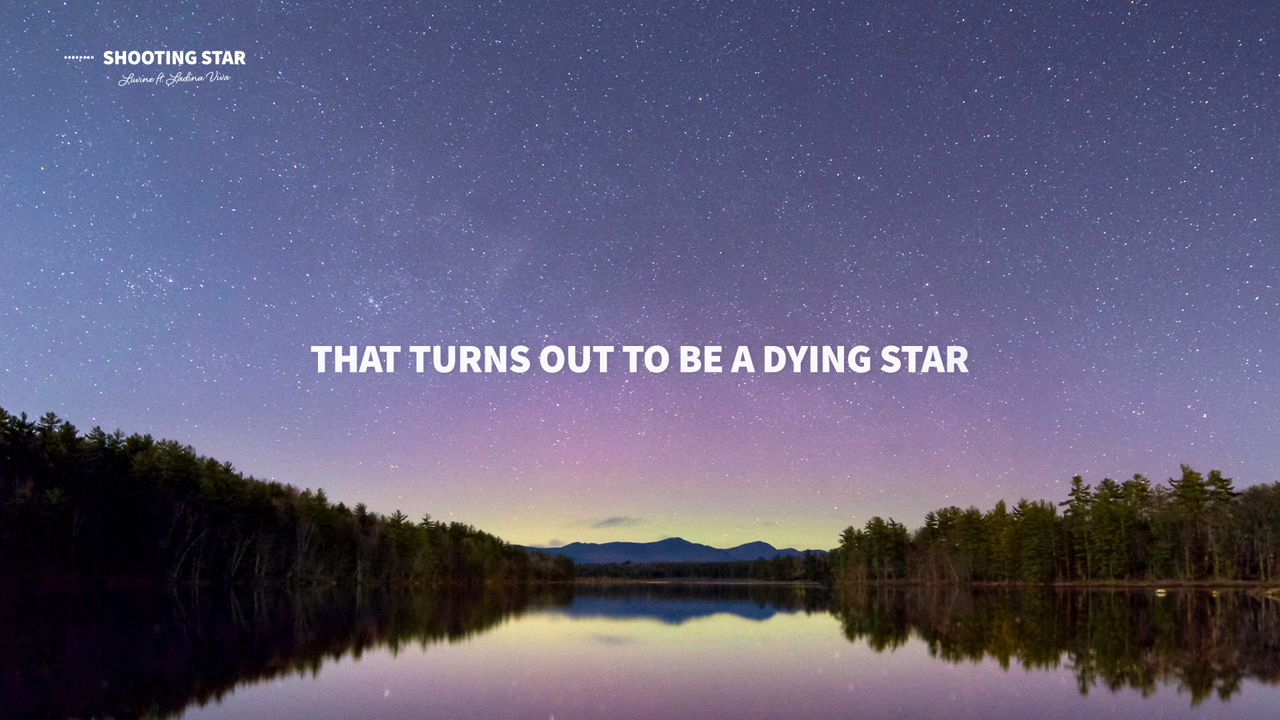 SHOOTING STAR
Luvine ft. Ladina Viva
THAT TURNS OUT TO BE A DYING STAR